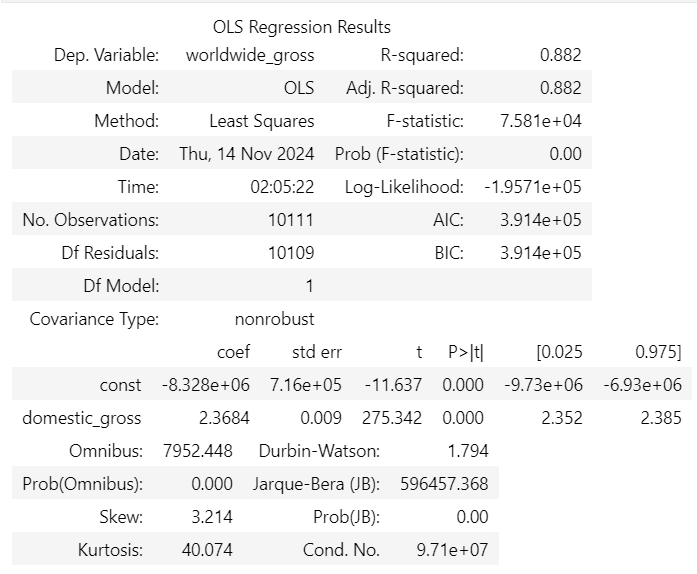 OLS Regression Results
Dep. Variable: worldwide_gross R-squared: 0.882
Model: OLS Adj. R-squared: 0.882
Method: Least Squares F-statistic: 7.581e+04
Date: Thu, 14 Nov 2024 Prob (F-statistic): 0.00
Time: 02:05:22 Log-Likelihood: -1.9571e+05
No. Observations: 10111 AIC: 3.914e+05
Df Residuals: 10109 BIC: 3.914e+05
Df Model: 1
Covariance Type: nonrobust
coef std err t P>|t| [0.025 0.975]
const -8.328e+06 7.16e+05 -11.637 0.000 -9.73e+06 -6.93e+06
domestic_gross 2.3684 0.009 275.342 0.000 2.352 2.385
Omnibus: 7952.448 Durbin-Watson: 1.794
Prob(Omnibus): 0.000 Jarque-Bera (JB): 596457.368
Skew: 3.214 Prob(JB): 0.00
Kurtosis: 40.074 Cond. No. 9.71e+07